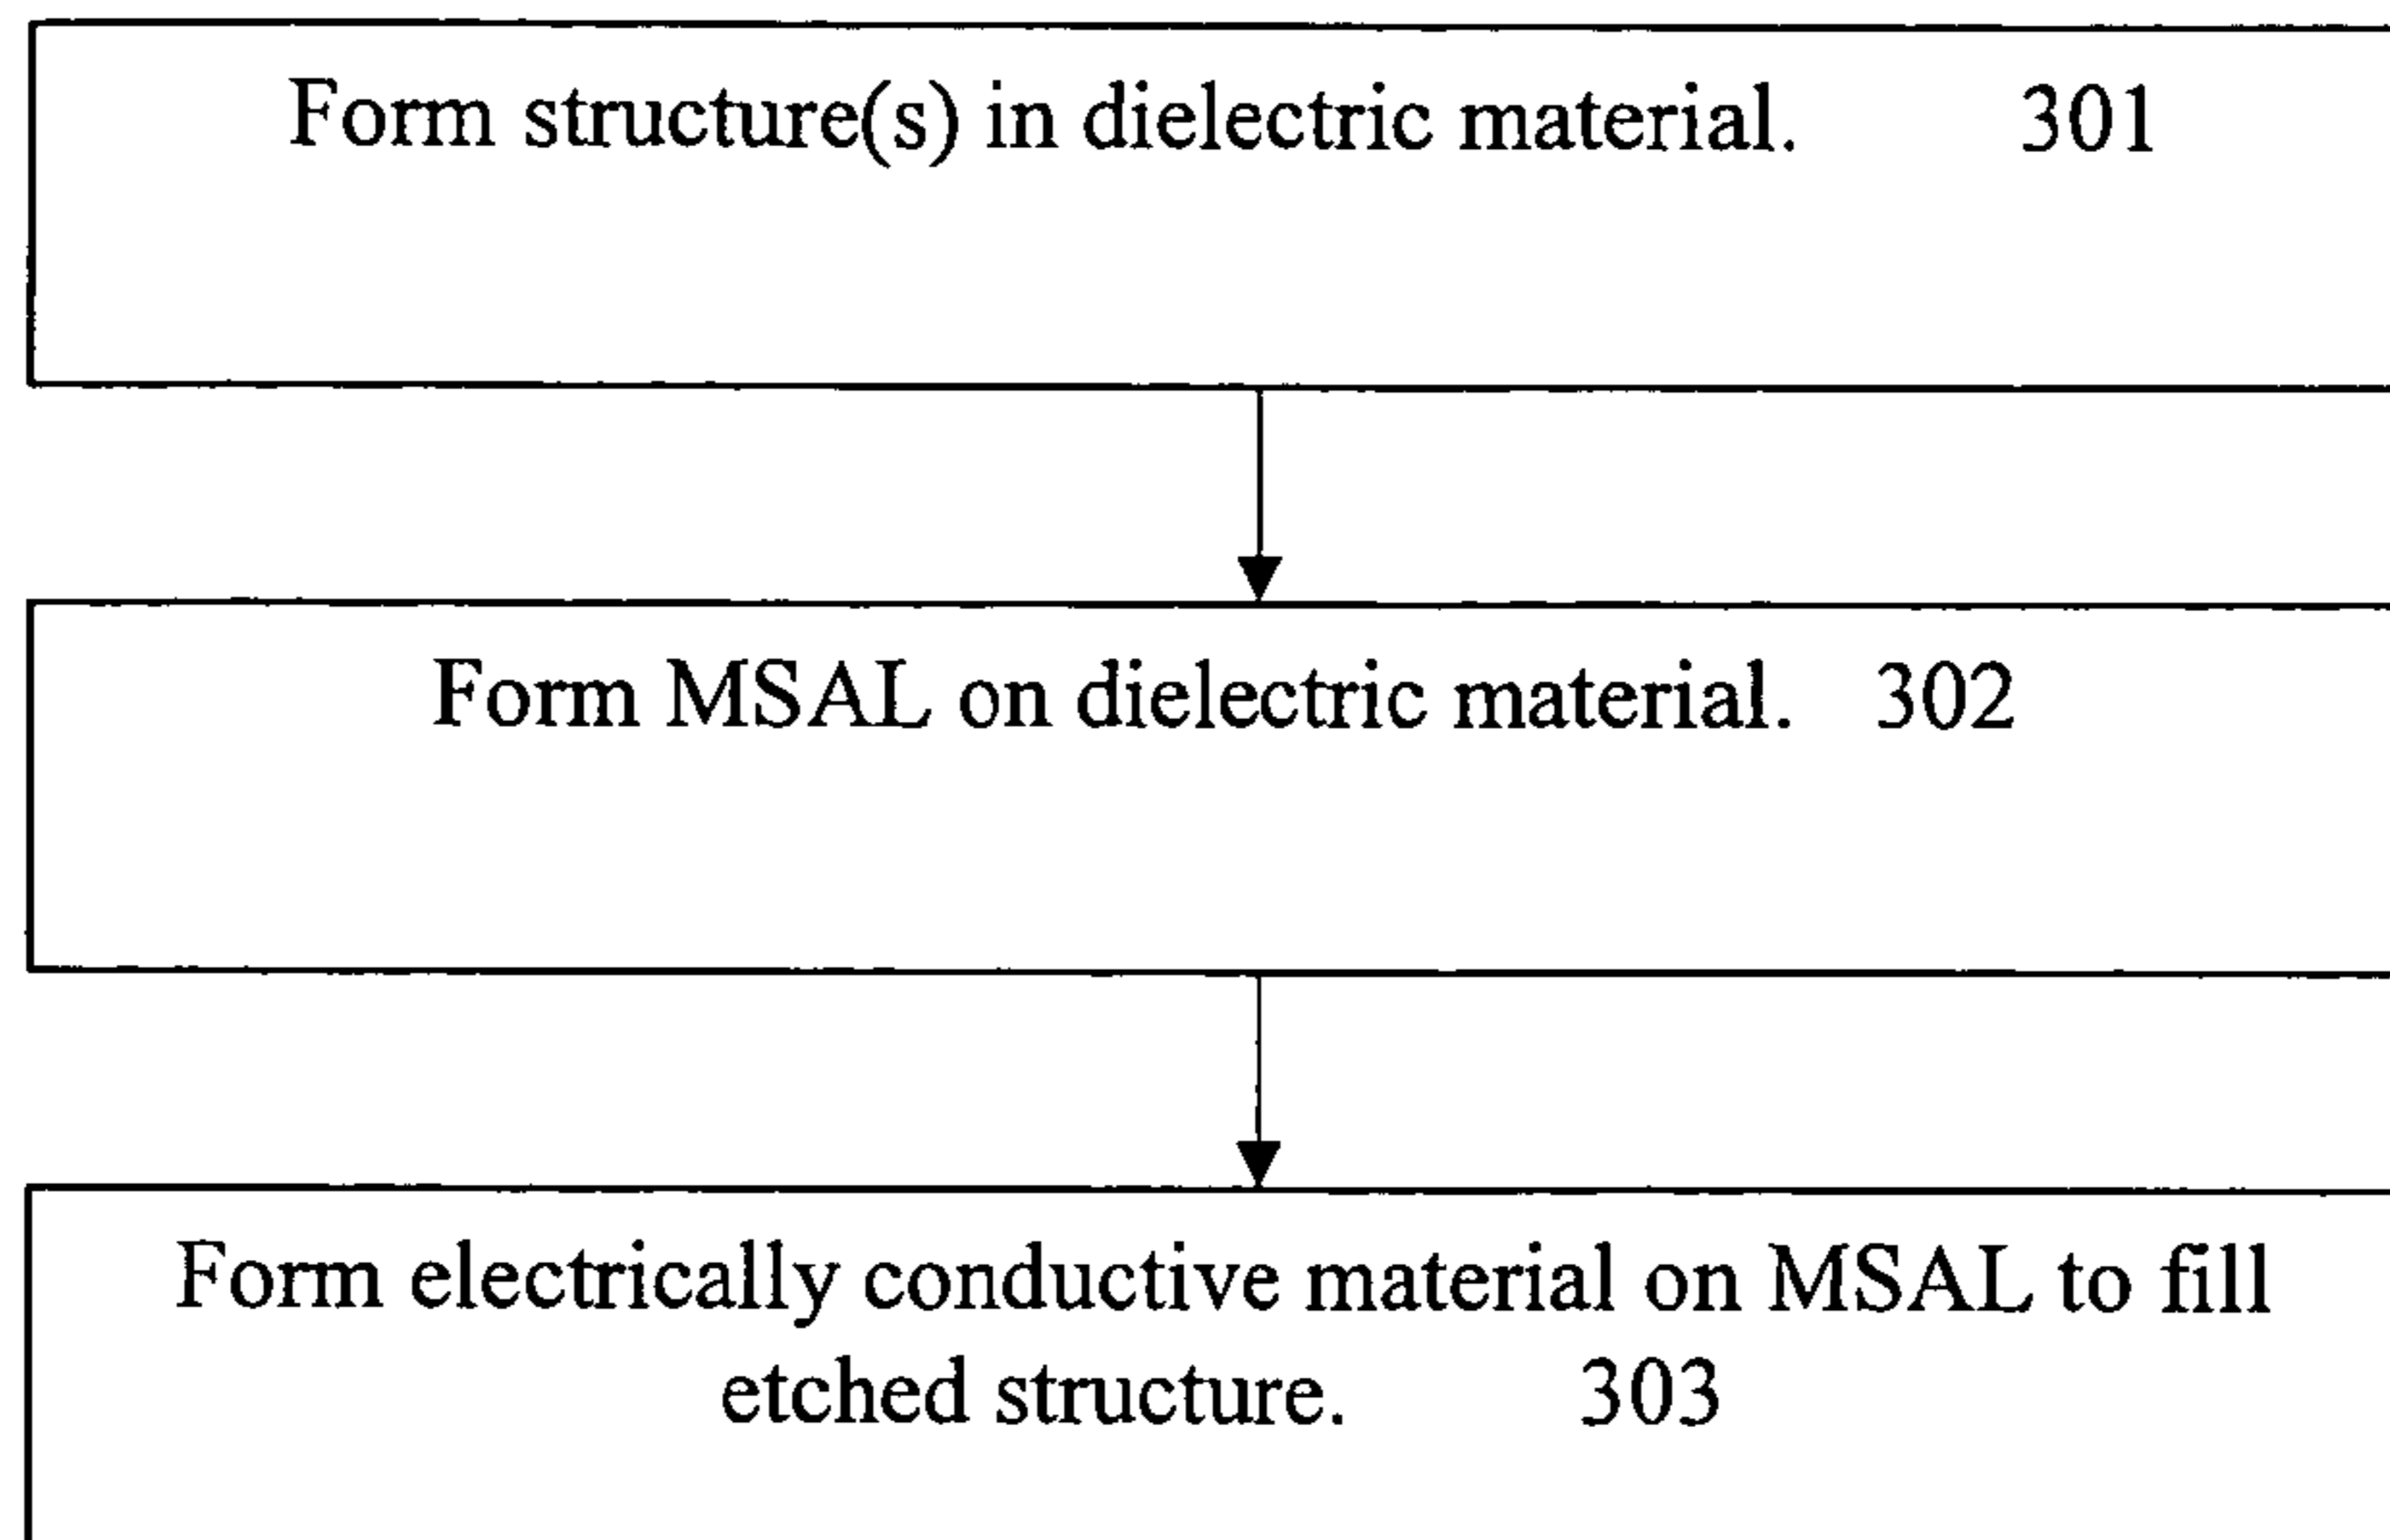 Form structure(s) in dielectric material. 301
Form MSAL on dielectric material. 302
Form electrically conductive material on MSAL to fill
etched structure. 303